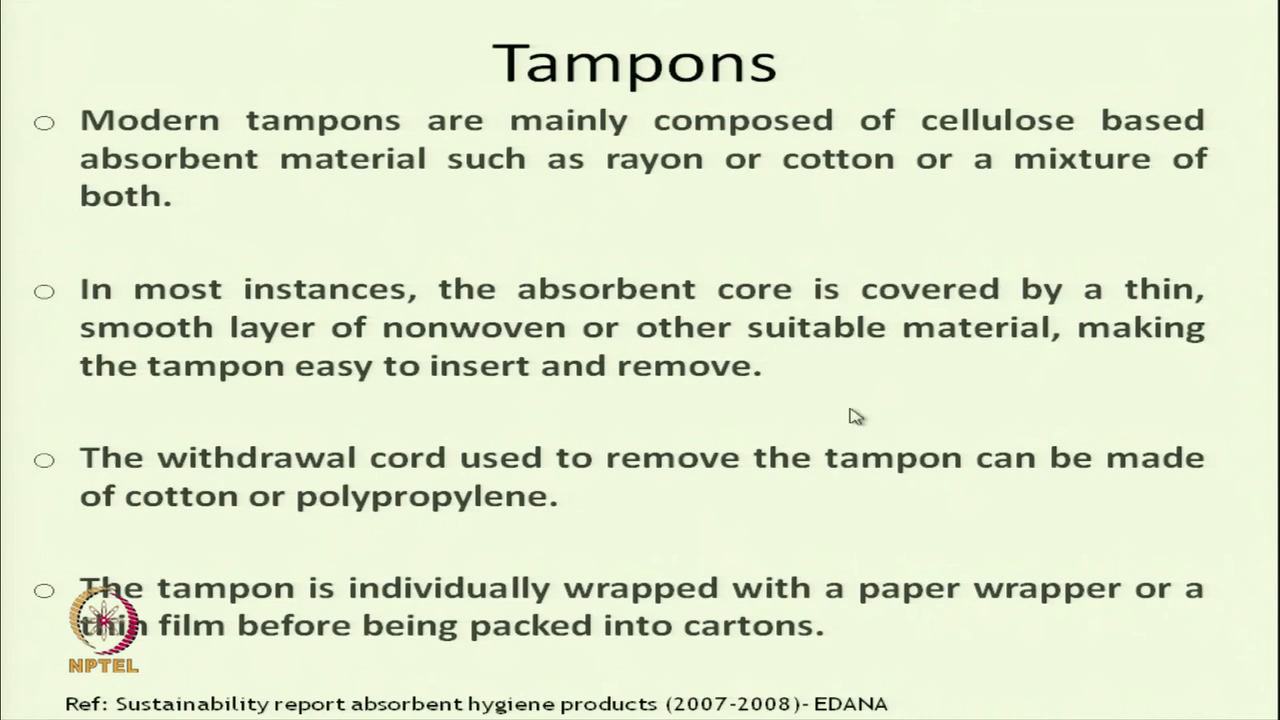 Tampons
Modern tampons are mainly composed of cellulose based
absorbent material such as rayon or cotton or a mixture of
both.
In most instances, the absorbent core is covered by a thin,
smooth layer of nonwoven or other suitable material, making
the tampon easy to insert and remove.
The withdrawal cord used to remove the tampon can be made
of cotton or polypropylene.
The tampon is individually wrapped with a paper wrapper or a
thin film before being packed into cartons.
NPTEL
Ref: Sustainability report absorbent hygiene products (2007-2008)- EDANA